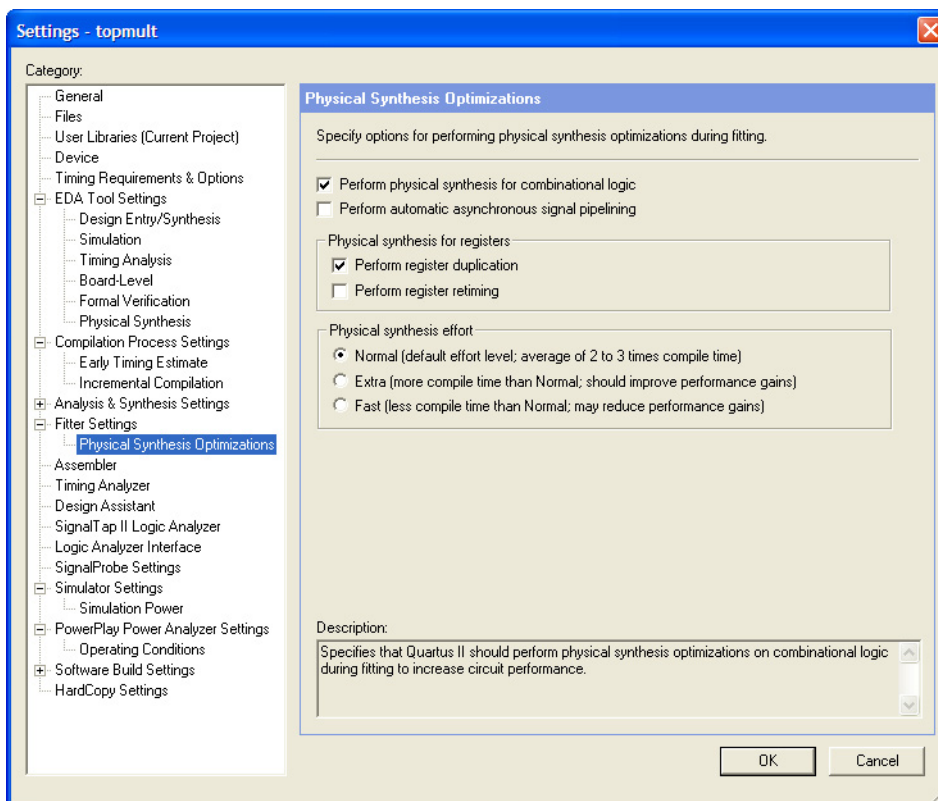 Settings - topmult
Category:
General
Files
User Libraries (Current Project)
Device
Timing Requirements & Options
EDA Tool Settings
Design Entry/Synthesis
Simulation
Timing Analysis
Board-Level
Formal Verification
Physical Synthesis
Compilation Process Settings
Early Timing Estimate
Incremental Compilation
Analysis & Synthesis Settings
Fitter Settings
Physical Synthesis Optimizations
Assembler
Timing Analyzer
Design Assistant
SignalTap II Logic Analyzer
Logic Analyzer Interface
SignalProbe Settings
Simulator Settings
Simulation Power
PowerPlay Power Analyzer Settings
Operating Conditions
Software Build Settings
HardCopy Settings
Physical Synthesis Optimizations
Specify options for performing physical synthesis optimizations during fitting.
Perform physical synthesis for combinational logic
Perform automatic asynchronous signal pipelining
Physical synthesis for registers
Perform register duplication
Perform register retiming
Physical synthesis effort
Normal (default effort level; average of 2 to 3 times compile time)
Extra (more compile time than Normal; should improve performance gains)
Fast (less compile time than Normal; may reduce performance gains)
Description:
Specifies that Quartus II should perform physical synthesis optimizations on combinational logic
during fitting to increase circuit performance.
OK
Cancel